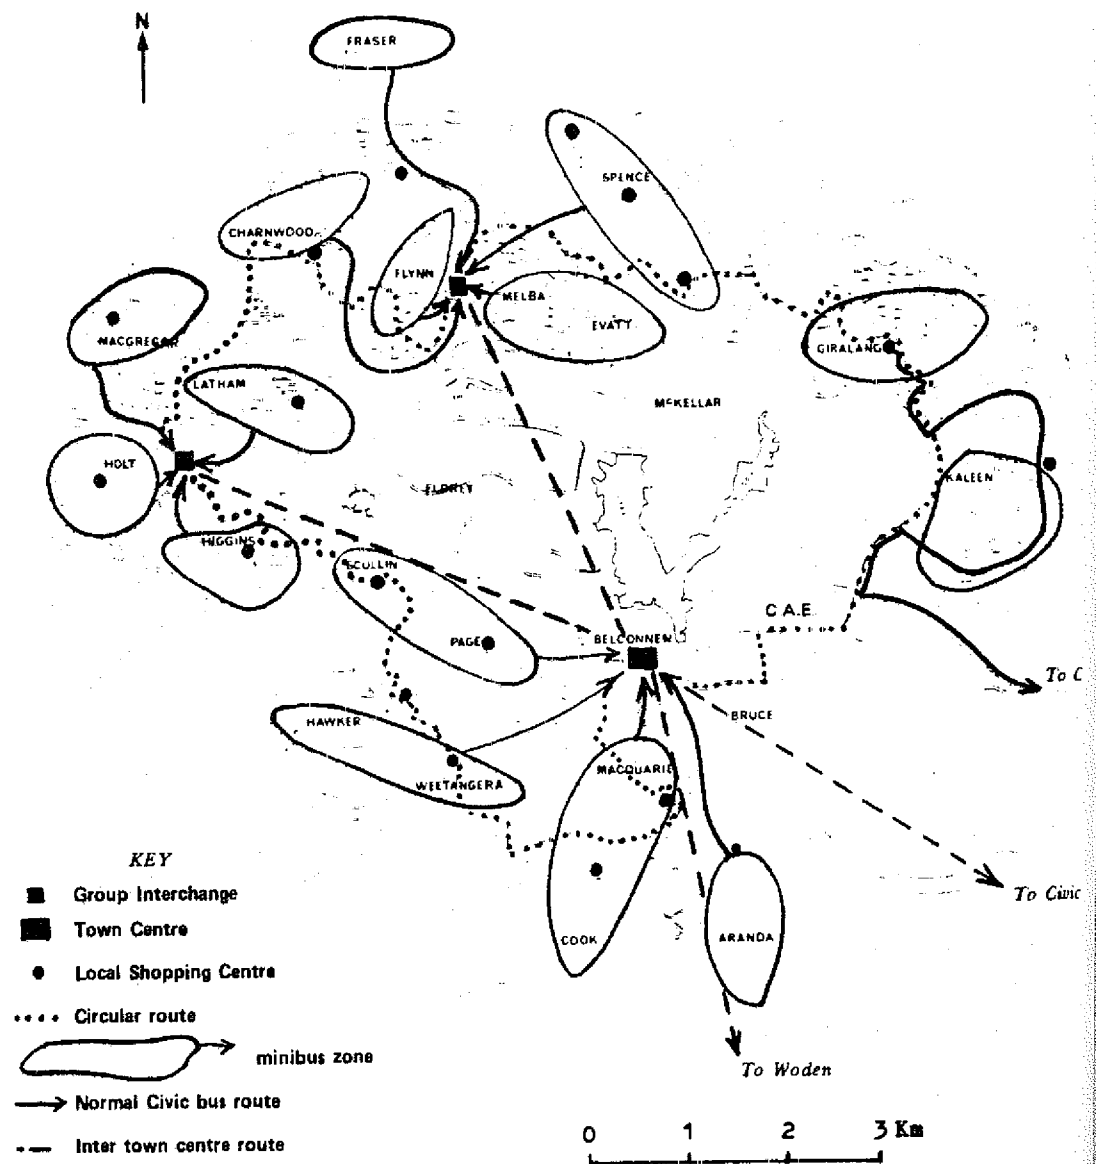 N
FRASER
SPENCE
CHARNWOOD
FLYNN
MELBA
EVATT
MACGREGOR
GIRALANG
LATHAM
McKELLAR
HOLT
KALEEN
FLOREY
HIGGINS
SCULLIN
C.A.E.
PAGE
BELCONNEN
To C
HAWKER
BRUCE
MACQUARIE
WEETANGERA
KEY
Group Interchange
To Civic
Town Centre
COOK
ARANDA
Local Shopping Centre
Circular route
minibus zone
To Woden
Normal Civic bus route
Inter town centre route
0 1 2 3 Km